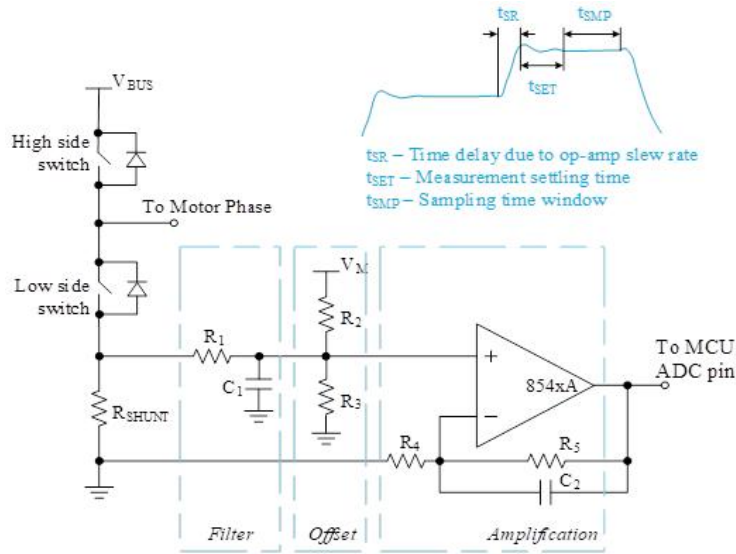 tSR
tSMP
tSET
VBUS
High side
switch
tSR – Time delay due to op-amp slew rate
tSET – Measurement settling time
tSMP – Sampling time window
To Motor Phase
Low side
switch
VM
R2
R1
C1
R3
+
854xA
−
To MCU
ADC pin
RSHUNT
R4
R5
C2
Filter
Offset
Amplification